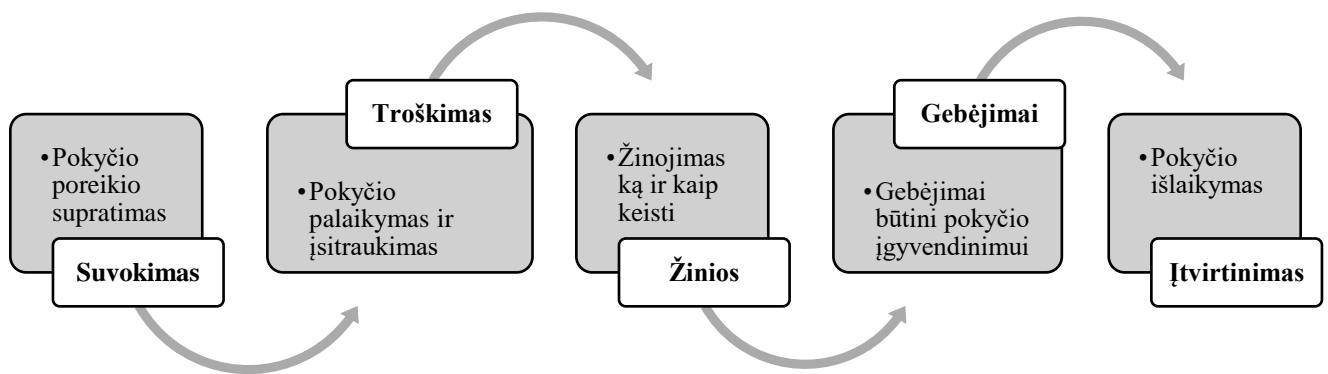 •Pokyčio
poreikio
supratimas
Suvokimas
Troškimas
•Pokyčio
palaikymas ir
įsitraukimas
•Žinojimas
ką ir kaip
keisti
Žinios
Gebėjimai
•Gebėjimai
būtini pokyčio
įgyvendinimui
•Pokyčio
išlaikymas
Įtvirtinimas